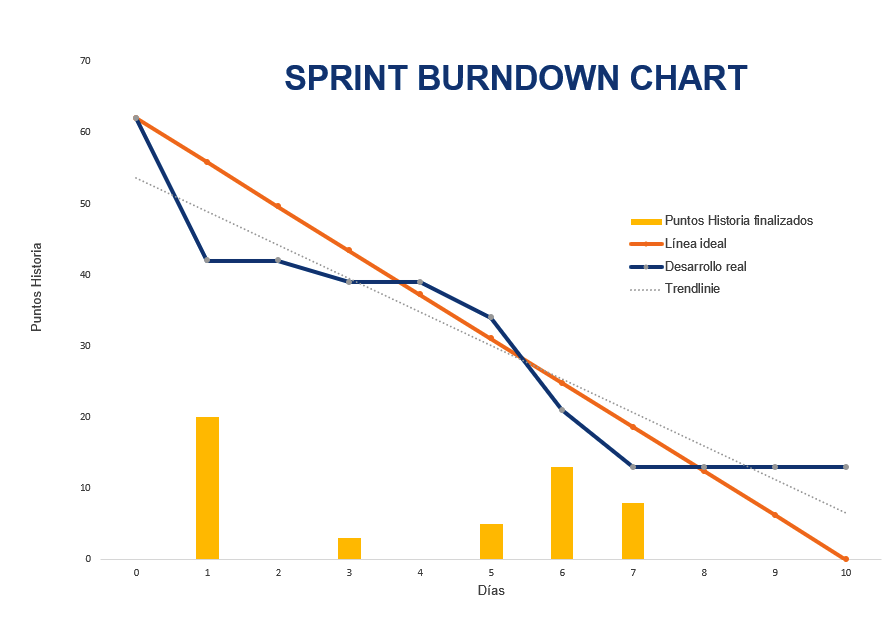 SPRINT BURNDOWN CHART
70
60
50
40
30
20
10
0
Puntos Historia
Puntos Historia finalizados
Línea ideal
Desarrollo real
Trendlinie
0 1 2 3 4 5 6 7 8 9 10
Días